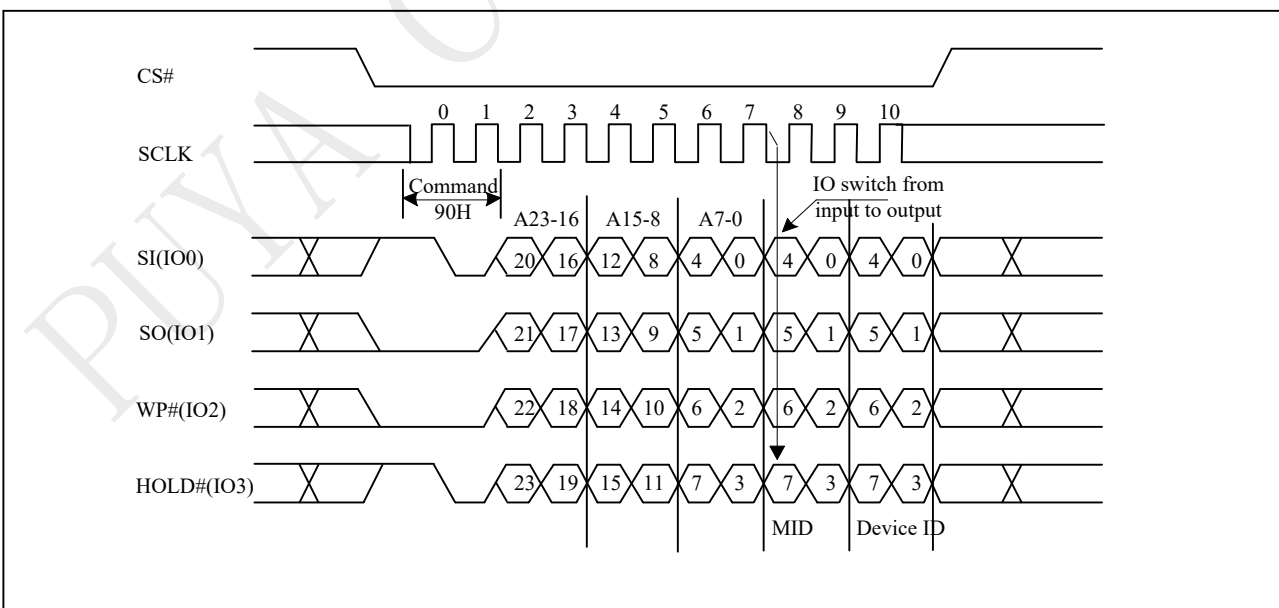 CS#
0 1 2 3 4 5 6 7 8 9 10
SCLK
Command
90H
IO switch from
input to output
A23-16 A15-8 A7-0
SI(IO0) 20 16 12 8 4 0 4 0 4 0
SO(IO1) 21 17 13 9 5 1 5 1 5 1
WP#(IO2) 22 18 14 10 6 2 6 2 6 2
HOLD#(IO3) 23 19 15 11 7 3 7 3 7 3
MID Device ID
PUYA